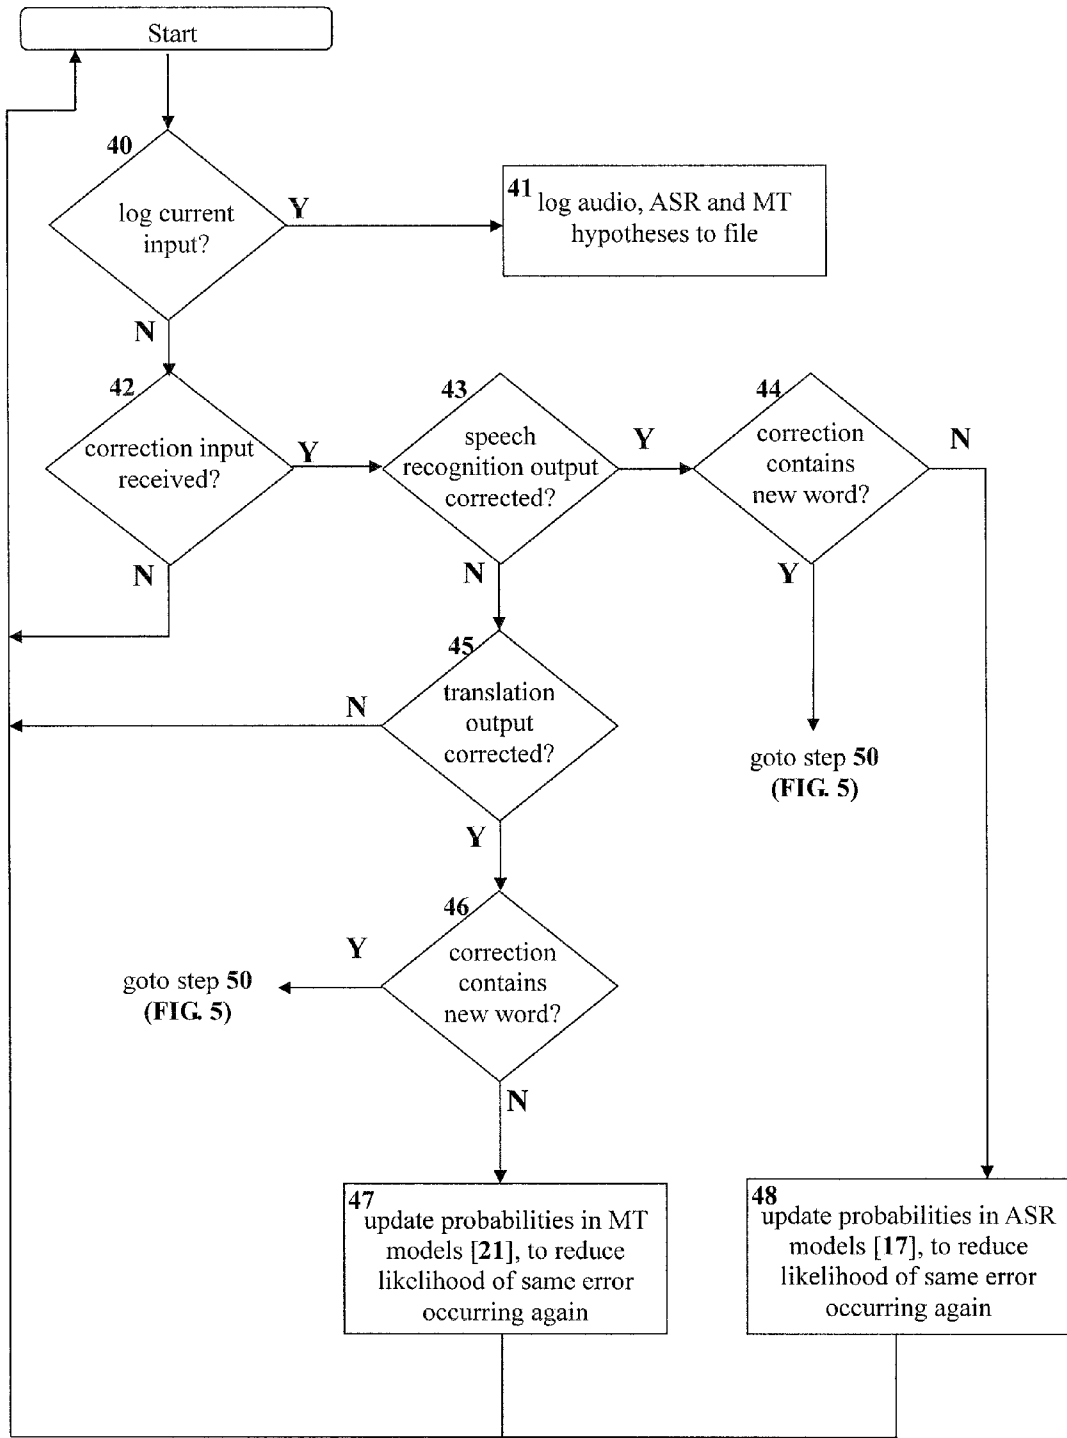 Start
40
log current
input?
Y
41
log audio, ASR and MT
hypotheses to file
N
42
correction input
received?
Y
N
43
speech
recognition output
corrected?
Y
N
44
correction
contains
new word?
N
Y
goto step 50
(FIG. 5)
45
translation
output
corrected?
N
Y
46
correction
contains
new word?
Y
goto step 50
(FIG. 5)
N
47
update probabilities in MT
models [21], to reduce
likelihood of same error
occurring again
48
update probabilities in ASR
models [17], to reduce
likelihood of same error
occurring again